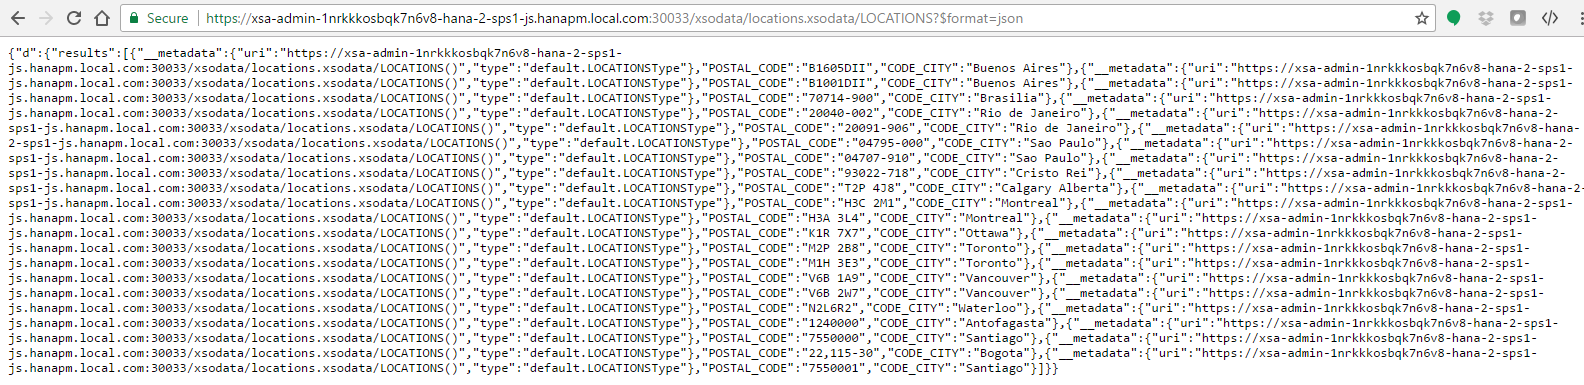 Secure https://xsa-admin-1nrkkkosbqk7n6v8-hana-2-sps1-js.hanapm.local.com:30033/xsodata/locations.xsodata/LOCATIONS?$format=json
{"d":{"results":[{"__metadata":{"uri":"https://xsa-admin-1nrkkkosbqk7n6v8-hana-2-sps1-
js.hanapm.local.com:30033/xsodata/locations.xsodata/LOCATIONS()","type":"default.LOCATIONSType"},"POSTAL_CODE":"B1605DII","CODE_CITY":"Buenos Aires"},{"__metadata":{"uri":"https://xsa-admin-1nrkkkosbqk7n6v8-hana-2-sps1-
js.hanapm.local.com:30033/xsodata/locations.xsodata/LOCATIONS()","type":"default.LOCATIONSType"},"POSTAL_CODE":"B1001DII","CODE_CITY":"Buenos Aires"},{"__metadata":{"uri":"https://xsa-admin-1nrkkkosbqk7n6v8-hana-2-sps1-
js.hanapm.local.com:30033/xsodata/locations.xsodata/LOCATIONS()","type":"default.LOCATIONSType"},"POSTAL_CODE":"70714-900","CODE_CITY":"Brasilia"},{"__metadata":{"uri":"https://xsa-admin-1nrkkkosbqk7n6v8-hana-2-sps1-
js.hanapm.local.com:30033/xsodata/locations.xsodata/LOCATIONS()","type":"default.LOCATIONSType"},"POSTAL_CODE":"20040-002","CODE_CITY":"Rio de Janeiro"},{"__metadata":{"uri":"https://xsa-admin-1nrkkkosbqk7n6v8-hana-2-
sps1-js.hanapm.local.com:30033/xsodata/locations.xsodata/LOCATIONS()","type":"default.LOCATIONSType"},"POSTAL_CODE":"20091-906","CODE_CITY":"Rio de Janeiro"},{"__metadata":{"uri":"https://xsa-admin-1nrkkkosbqk7n6v8-hana-
2-sps1-js.hanapm.local.com:30033/xsodata/locations.xsodata/LOCATIONS()","type":"default.LOCATIONSType"},"POSTAL_CODE":"04795-000","CODE_CITY":"Sao Paulo"},{"__metadata":{"uri":"https://xsa-admin-1nrkkkosbqk7n6v8-hana-2-
sps1-js.hanapm.local.com:30033/xsodata/locations.xsodata/LOCATIONS()","type":"default.LOCATIONSType"},"POSTAL_CODE":"04707-910","CODE_CITY":"Sao Paulo"},{"__metadata":{"uri":"https://xsa-admin-1nrkkkosbqk7n6v8-hana-2-
sps1-js.hanapm.local.com:30033/xsodata/locations.xsodata/LOCATIONS()","type":"default.LOCATIONSType"},"POSTAL_CODE":"93022-718","CODE_CITY":"Cristo Rei"},{"__metadata":{"uri":"https://xsa-admin-1nrkkkosbqk7n6v8-hana-2-
sps1-js.hanapm.local.com:30033/xsodata/locations.xsodata/LOCATIONS()","type":"default.LOCATIONSType"},"POSTAL_CODE":"T2P 4J8","CODE_CITY":"Calgary Alberta"},{"__metadata":{"uri":"https://xsa-admin-1nrkkkosbqk7n6v8-hana-2-
sps1-js.hanapm.local.com:30033/xsodata/locations.xsodata/LOCATIONS()","type":"default.LOCATIONSType"},"POSTAL_CODE":"H3C 2M1","CODE_CITY":"Montreal"},{"__metadata":{"uri":"https://xsa-admin-1nrkkkosbqk7n6v8-hana-2-sps1-
js.hanapm.local.com:30033/xsodata/locations.xsodata/LOCATIONS()","type":"default.LOCATIONSType"},"POSTAL_CODE":"H3A 3L4","CODE_CITY":"Montreal"},{"__metadata":{"uri":"https://xsa-admin-1nrkkkosbqk7n6v8-hana-2-sps1-
js.hanapm.local.com:30033/xsodata/locations.xsodata/LOCATIONS()","type":"default.LOCATIONSType"},"POSTAL_CODE":"K1R 7X7","CODE_CITY":"Ottawa"},{"__metadata":{"uri":"https://xsa-admin-1nrkkkosbqk7n6v8-hana-2-sps1-
js.hanapm.local.com:30033/xsodata/locations.xsodata/LOCATIONS()","type":"default.LOCATIONSType"},"POSTAL_CODE":"M2P 2B8","CODE_CITY":"Toronto"},{"__metadata":{"uri":"https://xsa-admin-1nrkkkosbqk7n6v8-hana-2-sps1-
js.hanapm.local.com:30033/xsodata/locations.xsodata/LOCATIONS()","type":"default.LOCATIONSType"},"POSTAL_CODE":"M1H 3E3","CODE_CITY":"Toronto"},{"__metadata":{"uri":"https://xsa-admin-1nrkkkosbqk7n6v8-hana-2-sps1-
js.hanapm.local.com:30033/xsodata/locations.xsodata/LOCATIONS()","type":"default.LOCATIONSType"},"POSTAL_CODE":"V6B 1A9","CODE_CITY":"Vancouver"},{"__metadata":{"uri":"https://xsa-admin-1nrkkkosbqk7n6v8-hana-2-sps1-
js.hanapm.local.com:30033/xsodata/locations.xsodata/LOCATIONS()","type":"default.LOCATIONSType"},"POSTAL_CODE":"V6B 2W7","CODE_CITY":"Vancouver"},{"__metadata":{"uri":"https://xsa-admin-1nrkkkosbqk7n6v8-hana-2-sps1-
js.hanapm.local.com:30033/xsodata/locations.xsodata/LOCATIONS()","type":"default.LOCATIONSType"},"POSTAL_CODE":"N2L6R2","CODE_CITY":"Waterloo"},{"__metadata":{"uri":"https://xsa-admin-1nrkkkosbqk7n6v8-hana-2-sps1-
js.hanapm.local.com:30033/xsodata/locations.xsodata/LOCATIONS()","type":"default.LOCATIONSType"},"POSTAL_CODE":"1240000","CODE_CITY":"Antofagasta"},{"__metadata":{"uri":"https://xsa-admin-1nrkkkosbqk7n6v8-hana-2-sps1-
js.hanapm.local.com:30033/xsodata/locations.xsodata/LOCATIONS()","type":"default.LOCATIONSType"},"POSTAL_CODE":"7550000","CODE_CITY":"Santiago"},{"__metadata":{"uri":"https://xsa-admin-1nrkkkosbqk7n6v8-hana-2-sps1-
js.hanapm.local.com:30033/xsodata/locations.xsodata/LOCATIONS()","type":"default.LOCATIONSType"},"POSTAL_CODE":"22,115-30","CODE_CITY":"Bogota"},{"__metadata":{"uri":"https://xsa-admin-1nrkkkosbqk7n6v8-hana-2-sps1-
js.hanapm.local.com:30033/xsodata/locations.xsodata/LOCATIONS()","type":"default.LOCATIONSType"},"POSTAL_CODE":"7550001","CODE_CITY":"Santiago"}]}}